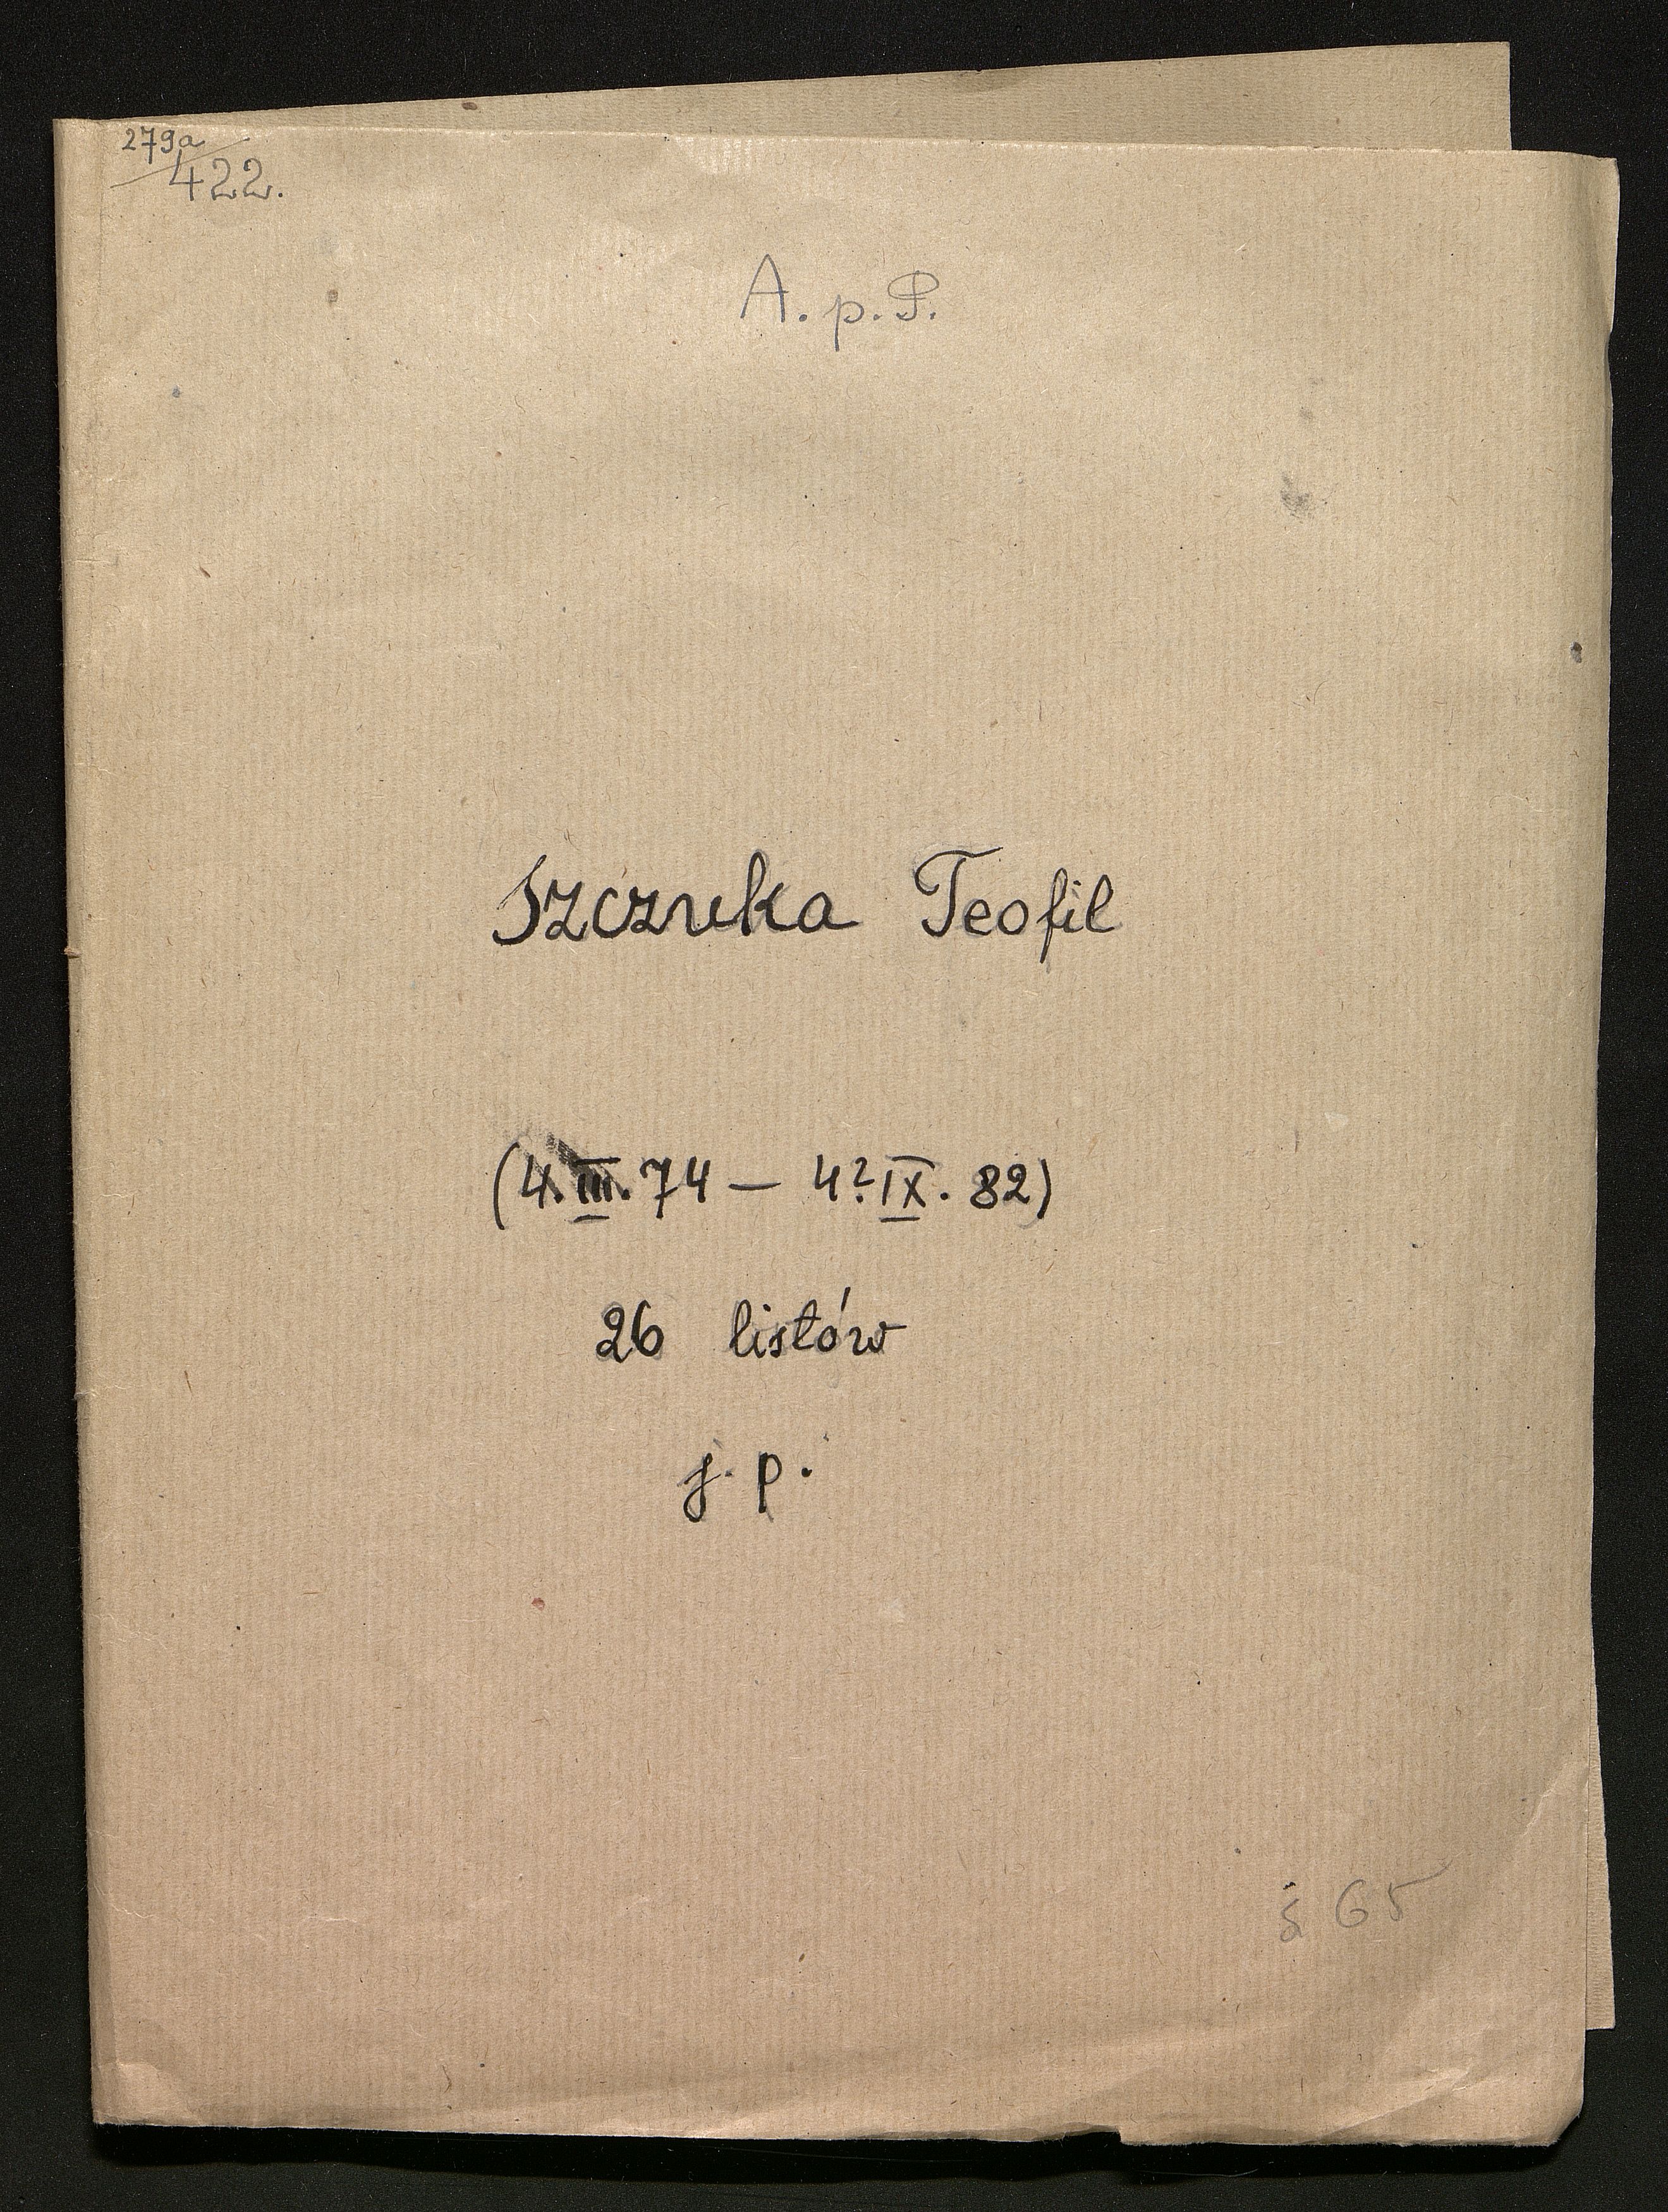 279a
422.
A. p. P.
Szczuka Teofil
(4. III. 74 — 4? IX. 82)
26 listów
j. p.
65